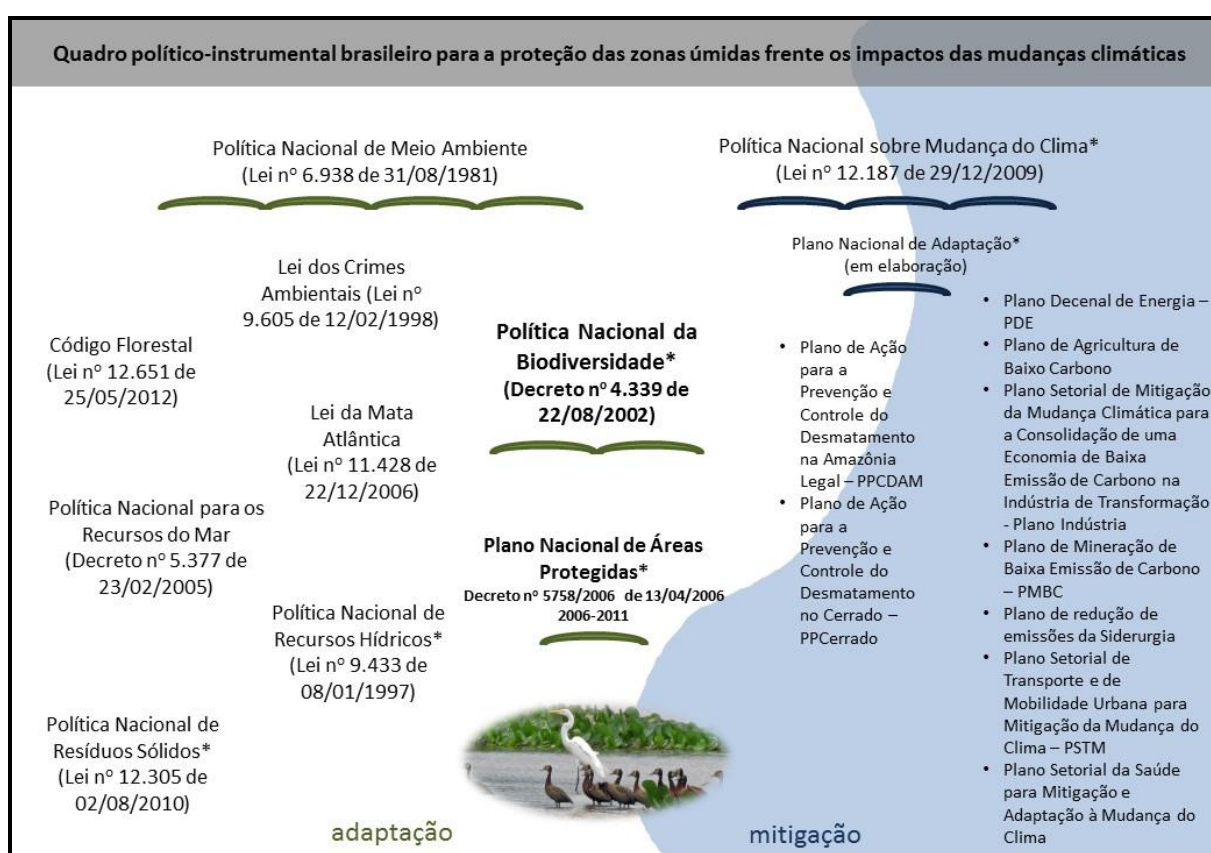 Quadro político-instrumental brasileiro para a proteção das zonas úmidas frente os impactos das mudanças climáticas
Política Nacional de Meio Ambiente
(Lei nº 6.938 de 31/08/1981)
Lei dos Crimes
Ambientais (Lei nº
9.605 de 12/02/1998)
Código Florestal
(Lei nº 12.651 de
25/05/2012)
Lei da Mata
Atlântica
(Lei nº 11.428 de
22/12/2006)
Política Nacional para os
Recursos do Mar
(Decreto nº 5.377 de
23/02/2005)
Política Nacional de
Recursos Hídricos*
(Lei nº 9.433 de
08/01/1997)
Política Nacional de
Resíduos Sólidos*
(Lei nº 12.305 de
02/08/2010)
Política Nacional da
Biodiversidade*
(Decreto nº 4.339 de
22/08/2002)
Plano Nacional de Áreas
Protegidas*
Decreto nº 5758/2006 de 13/04/2006
2006-2011
adaptação
Política Nacional sobre Mudança do Clima*
(Lei nº 12.187 de 29/12/2009)
Plano Nacional de Adaptação*
(em elaboração)
• Plano de Ação
para a
Prevenção e
Controle do
Desmatamento
na Amazônia
Legal – PPCDAM
• Plano de Ação
para a
Prevenção e
Controle do
Desmatamento
no Cerrado –
PPCerrado
• Plano Decenal de Energia –
PDE
• Plano de Agricultura de
Baixo Carbono
• Plano Setorial de Mitigação
da Mudança Climática para
a Consolidação de uma
Economia de Baixa
Emissão de Carbono na
Indústria de Transformação
- Plano Indústria
• Plano de Mineração de
Baixa Emissão de Carbono
– PMBC
• Plano de redução de
emissões da Siderurgia
• Plano Setorial de
Transporte e de
Mobilidade Urbana para
Mitigação da Mudança do
Clima – PSTM
• Plano Setorial da Saúde
para Mitigação e
Adaptação à Mudança do
Clima
mitigação